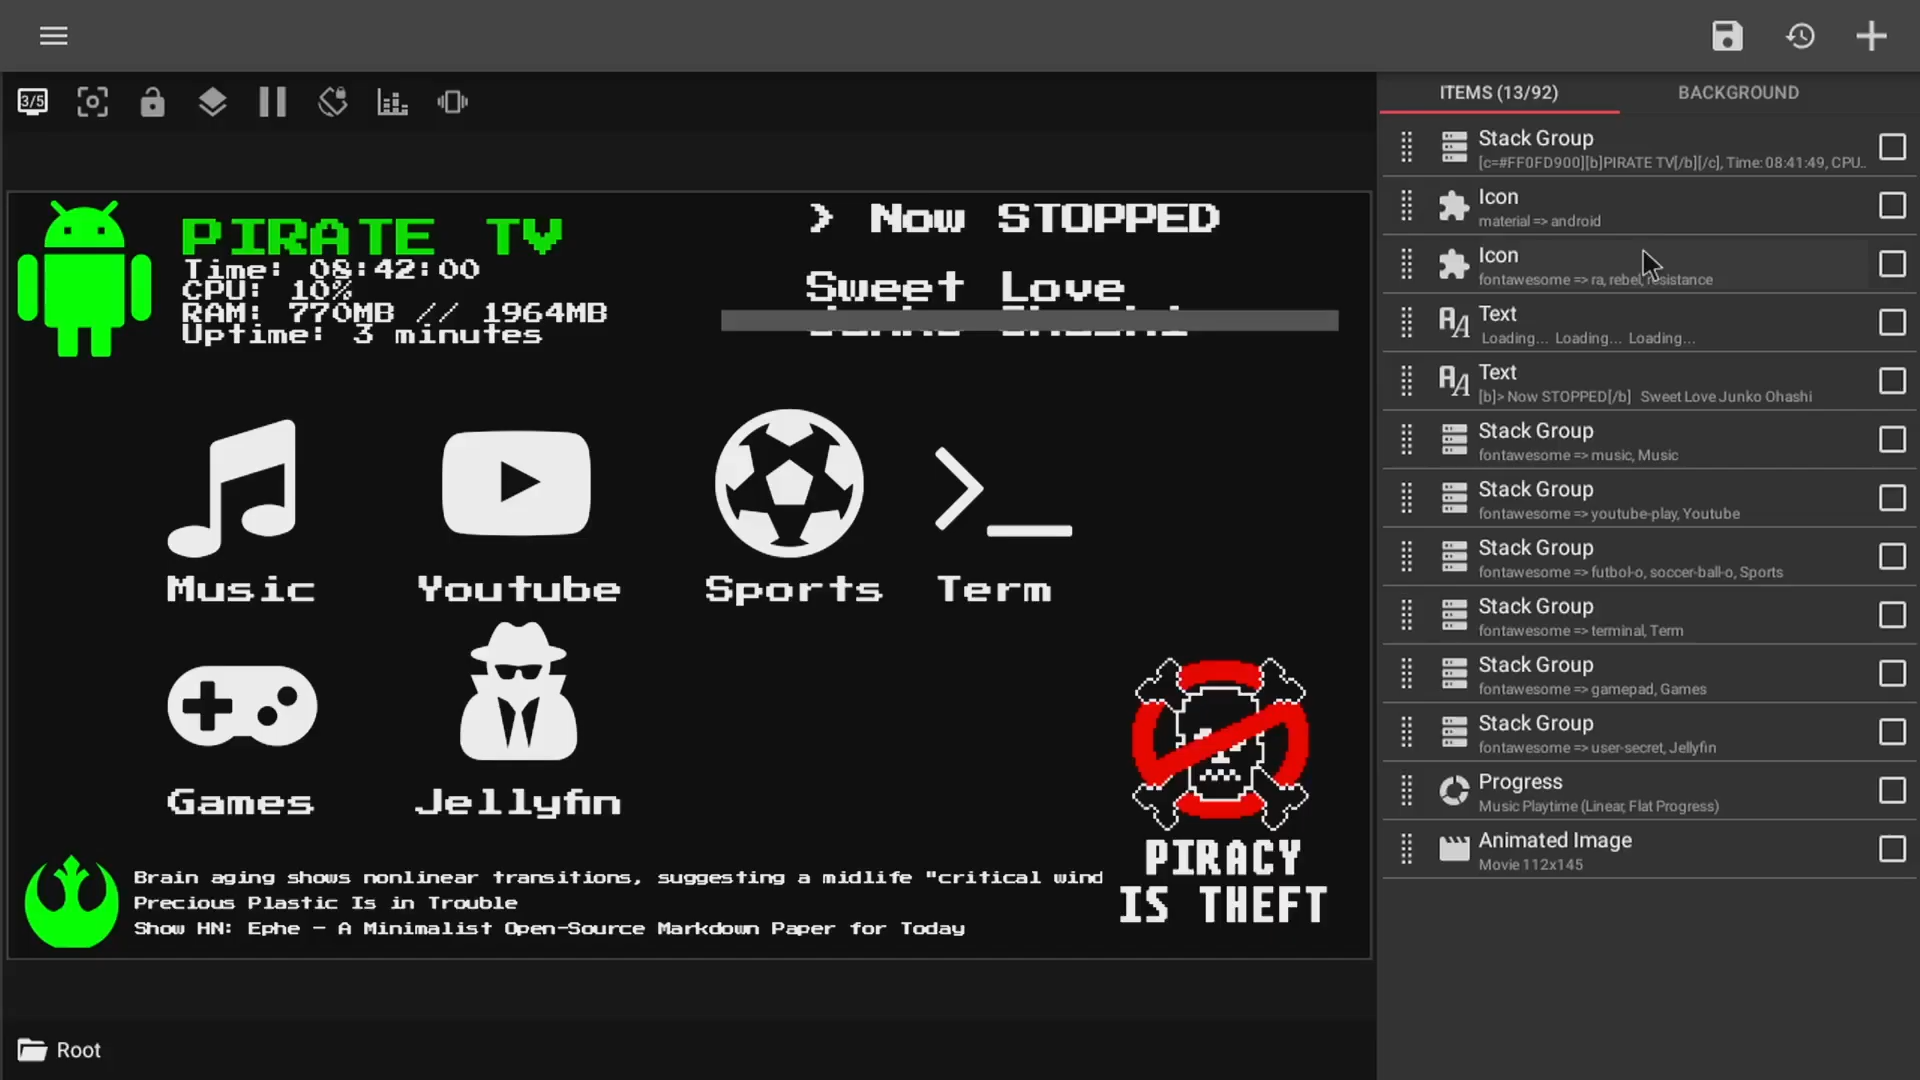 3/5
PIRATE TV
Time: 08:42:00
CPU: 10%
RAM: 770MB // 1964MB
Uptime: 3 minutes
> Now STOPPED
Sweet Love
Junko Ohashi
Music
Youtube
Sports
Term
Games
Jellyfin
PIRACY
IS THEFT
Brain aging shows nonlinear transitions, suggesting a midlife "critical wind
Precious Plastic Is in Trouble
Show HN: Ephe – A Minimalist Open-Source Markdown Paper for Today
Root
ITEMS (13/92)
BACKGROUND
Stack Group
[c=#FF0FD900][b]PIRATE TV[/b][/c], Time: 08:41:49, CPU...
Icon
material => android
Icon
fontawesome => ra, rebel, resistance
Text
Loading... Loading... Loading...
Text
[b]> Now STOPPED[/b] Sweet Love Junko Ohashi
Stack Group
fontawesome => music, Music
Stack Group
fontawesome => youtube-play, Youtube
Stack Group
fontawesome => futbol-o, soccer-ball-o, Sports
Stack Group
fontawesome => terminal, Term
Stack Group
fontawesome => gamepad, Games
Stack Group
fontawesome => user-secret, Jellyfin
Progress
Music Playtime (Linear, Flat Progress)
Animated Image
Movie 112x145